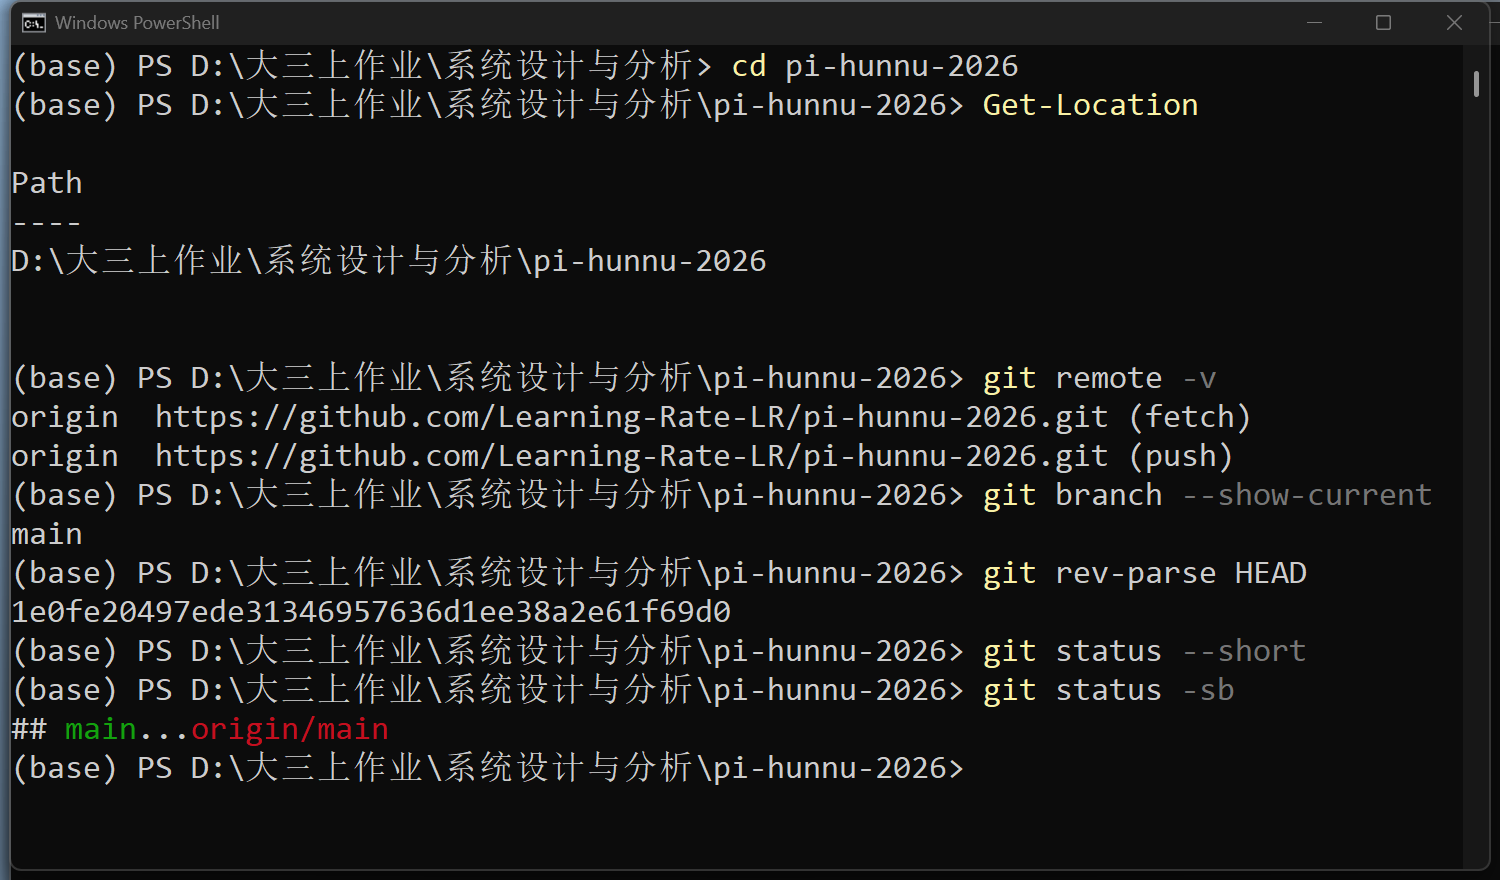 Windows PowerShell
(base) PS D:\大三上作业\系统设计与分析> cd pi-hunnu-2026
(base) PS D:\大三上作业\系统设计与分析\pi-hunnu-2026> Get-Location
Path
----
D:\大三上作业\系统设计与分析\pi-hunnu-2026
(base) PS D:\大三上作业\系统设计与分析\pi-hunnu-2026> git remote -v
origin  https://github.com/Learning-Rate-LR/pi-hunnu-2026.git (fetch)
origin  https://github.com/Learning-Rate-LR/pi-hunnu-2026.git (push)
(base) PS D:\大三上作业\系统设计与分析\pi-hunnu-2026> git branch --show-current
main
(base) PS D:\大三上作业\系统设计与分析\pi-hunnu-2026> git rev-parse HEAD
1e0fe20497ede31346957636d1ee38a2e61f69d0
(base) PS D:\大三上作业\系统设计与分析\pi-hunnu-2026> git status --short
(base) PS D:\大三上作业\系统设计与分析\pi-hunnu-2026> git status -sb
## main...origin/main
(base) PS D:\大三上作业\系统设计与分析\pi-hunnu-2026>